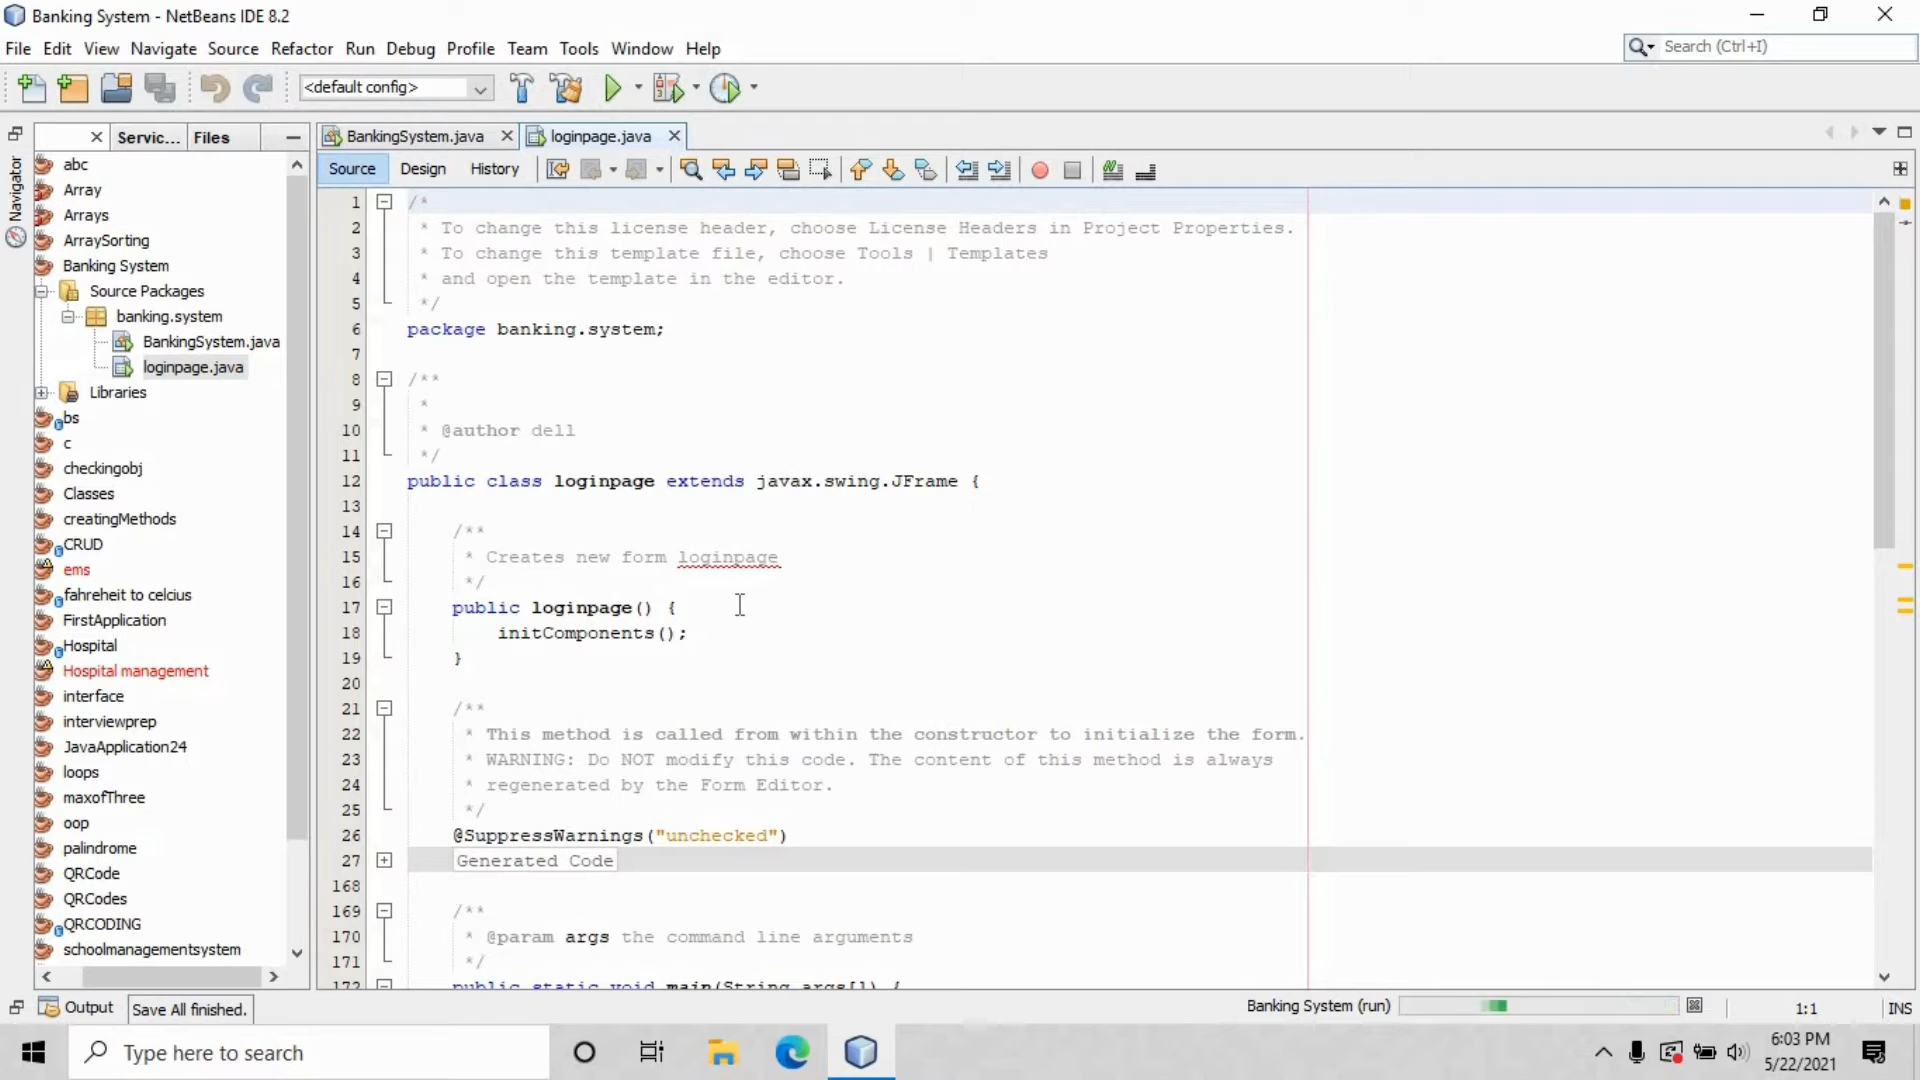 Banking System - NetBeans IDE 8.2
File Edit View Navigate Source Refactor Run Debug Profile Team Tools Window Help
Search (Ctrl+I)
<default config>
Servic... Files
BankingSystem.java loginpage.java
Source Design History
Navigator
abc
Array
Arrays
ArraySorting
Banking System
Source Packages
banking.system
BankingSystem.java
loginpage.java
Libraries
bs
c
checkingobj
Classes
creatingMethods
CRUD
ems
fahreheit to celcius
FirstApplication
Hospital
Hospital management
interface
interviewprep
JavaApplication24
loops
maxofThree
oop
palindrome
QRCode
QRCodes
QRCODING
schoolmanagementsystem
1 /*
2 * To change this license header, choose License Headers in Project Properties.
3 * To change this template file, choose Tools | Templates
4 * and open the template in the editor.
5 */
6 package banking.system;
7
8 /**
9 *
10 * @author dell
11 */
12 public class loginpage extends javax.swing.JFrame {
13
14 /**
15 * Creates new form loginpage
16 */
17 public loginpage() {
18 initComponents();
19 }
20
21 /**
22 * This method is called from within the constructor to initialize the form.
23 * WARNING: Do NOT modify this code. The content of this method is always
24 * regenerated by the Form Editor.
25 */
26 @SuppressWarnings("unchecked")
27 Generated Code
168
169 /**
170 * @param args the command line arguments
171 */
172 public static void main(String args[]) {
Output Save All finished. Banking System (run) 1:1 INS
Type here to search
6:03 PM
5/22/2021